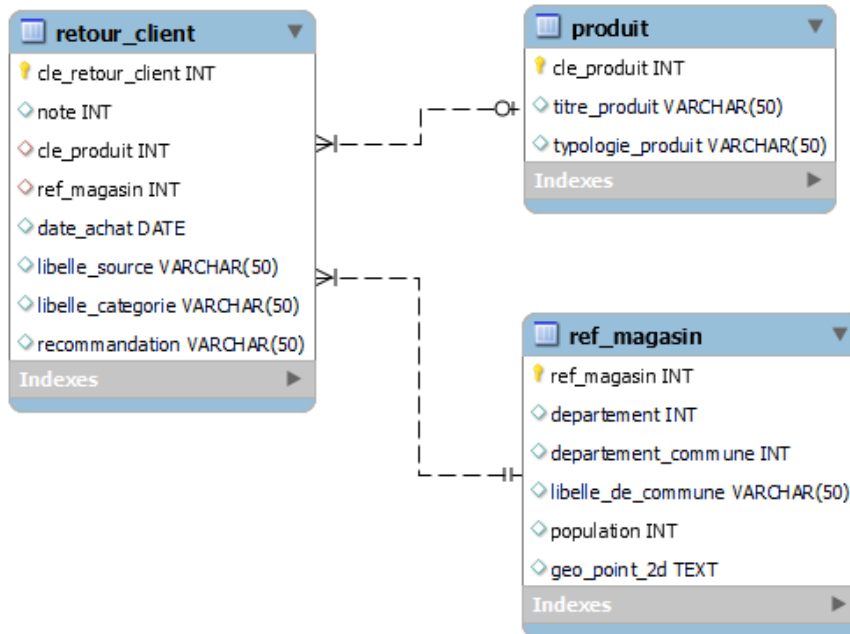 retour_client
cle_retour_client INT
note INT
cle_produit INT
ref_magasin INT
date_achat DATE
libelle_source VARCHAR(50)
libelle_categorie VARCHAR(50)
recommandation VARCHAR(50)
Indexes
produit
cle_produit INT
titre_produit VARCHAR(50)
typologie_produit VARCHAR(50)
Indexes
ref_magasin
ref_magasin INT
departement INT
departement_commune INT
libelle_de_commune VARCHAR(50)
population INT
geo_point_2d TEXT
Indexes